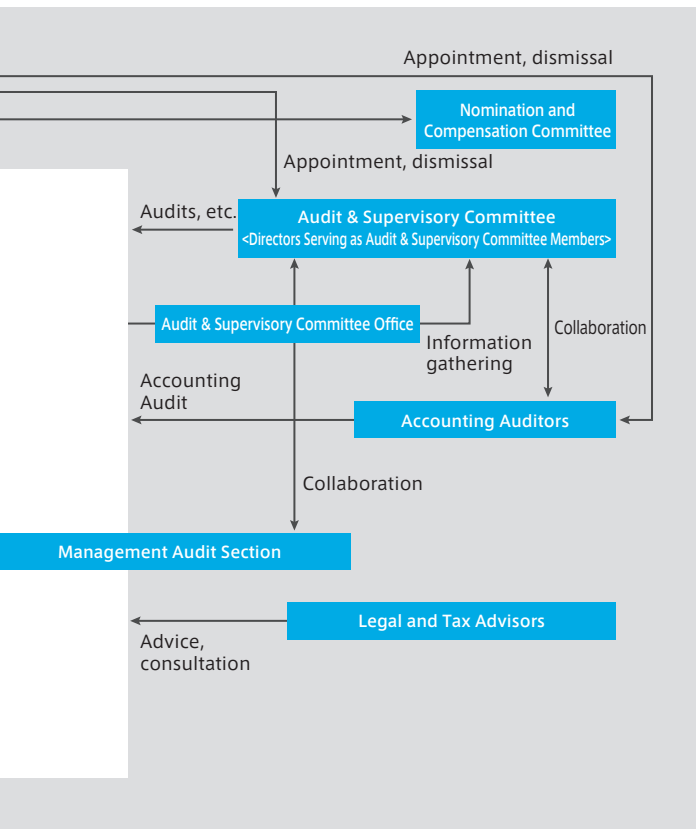 Appointment, dismissal
Nomination and
Compensation Committee
Appointment, dismissal
Audits, etc.
Audit & Supervisory Committee
<Directors Serving as Audit & Supervisory Committee Members>
Audit & Supervisory Committee Office
Information
gathering
Collaboration
Accounting
Audit
Accounting Auditors
Collaboration
Management Audit Section
Legal and Tax Advisors
Advice,
consultation